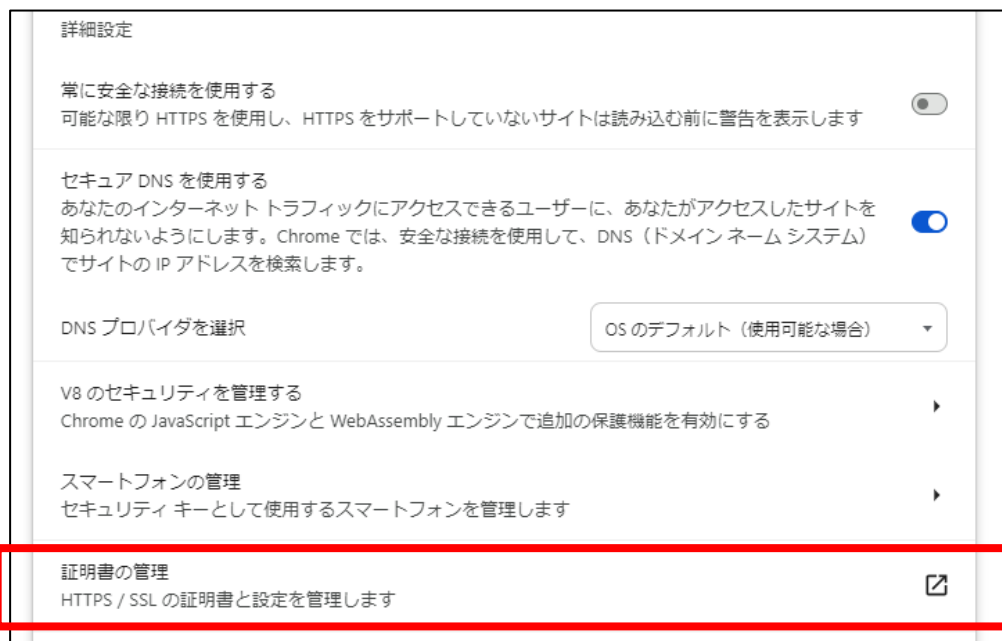 詳細設定
常に安全な接続を使用する
可能な限り HTTPS を使用し、HTTPS をサポートしていないサイトは読み込む前に警告を表示します
セキュア DNS を使用する
あなたのインターネット トラフィックにアクセスできるユーザーに、あなたがアクセスしたサイトを
知られないようにします。Chrome では、安全な接続を使用して、DNS（ドメイン ネーム システム）
でサイトの IP アドレスを検索します。
DNS プロバイダを選択
OS のデフォルト（使用可能な場合）
V8 のセキュリティを管理する
Chrome の JavaScript エンジンと WebAssembly エンジンで追加の保護機能を有効にする
スマートフォンの管理
セキュリティ キーとして使用するスマートフォンを管理します
証明書の管理
HTTPS / SSL の証明書と設定を管理します